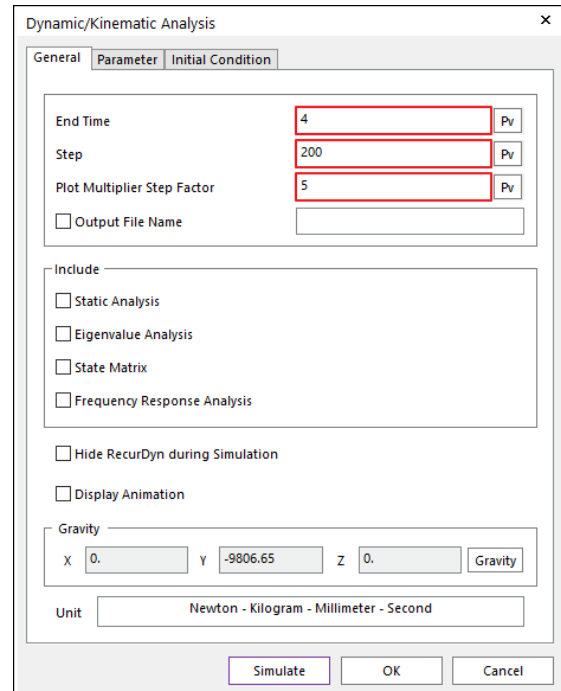 Dynamic/Kinematic Analysis ×
General Parameter Initial Condition
End Time 4 Pv
Step 200 Pv
Plot Multiplier Step Factor 5 Pv
Output File Name
Include
Static Analysis
Eigenvalue Analysis
State Matrix
Frequency Response Analysis
Hide RecurDyn during Simulation
Display Animation
Gravity
X 0. Y -9806.65 Z 0. Gravity
Unit Newton - Kilogram - Millimeter - Second
Simulate OK Cancel